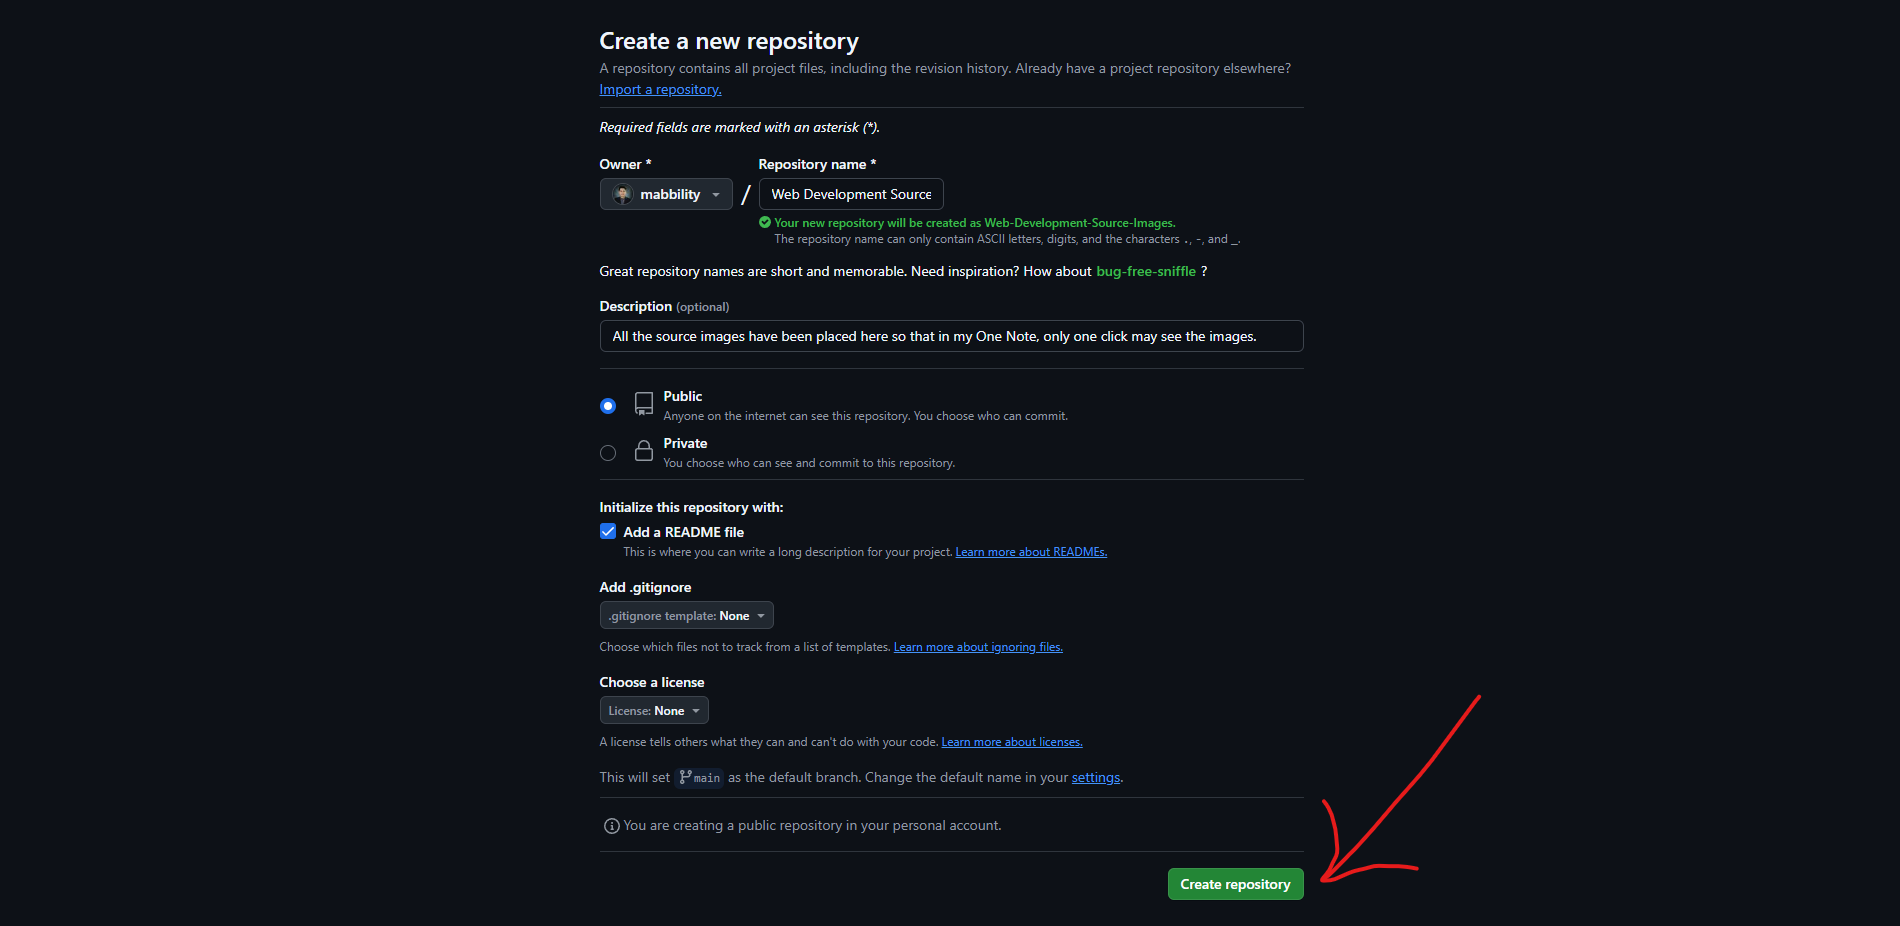 Create a new repository
A repository contains all project files, including the revision history. Already have a project repository elsewhere?
Import a repository.
Required fields are marked with an asterisk (*).
Owner *
Repository name *
mabbility
/
Web Development Source
Your new repository will be created as Web-Development-Source-Images.
The repository name can only contain ASCII letters, digits, and the characters ., -, and _.
Great repository names are short and memorable. Need inspiration? How about bug-free-sniffle ?
Description (optional)
All the source images have been placed here so that in my One Note, only one click may see the images.
Public
Anyone on the internet can see this repository. You choose who can commit.
Private
You choose who can see and commit to this repository.
Initialize this repository with:
Add a README file
This is where you can write a long description for your project. Learn more about READMEs.
Add .gitignore
.gitignore template: None
Choose which files not to track from a list of templates. Learn more about ignoring files.
Choose a license
License: None
A license tells others what they can and can't do with your code. Learn more about licenses.
This will set main as the default branch. Change the default name in your settings.
You are creating a public repository in your personal account.
Create repository